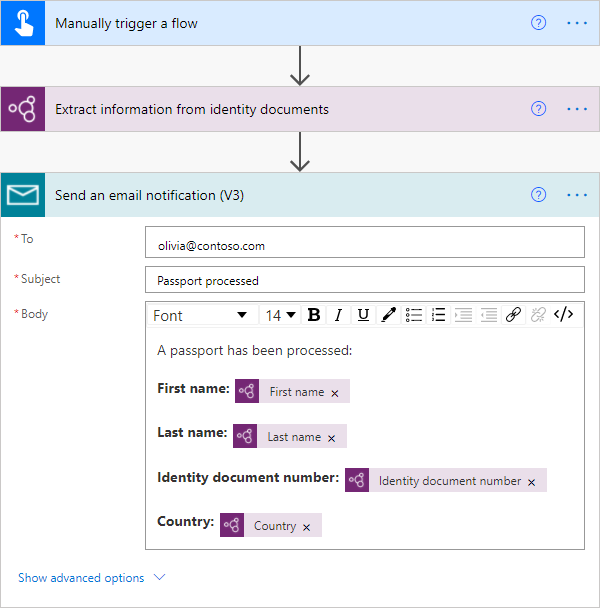 Manually trigger a flow
Extract information from identity documents
Send an email notification (V3)
* To
olivia@contoso.com
* Subject
Passport processed
* Body
Font 14 B I U </>
A passport has been processed:
First name: First name ×
Last name: Last name ×
Identity document number: Identity document number ×
Country: Country ×
Show advanced options